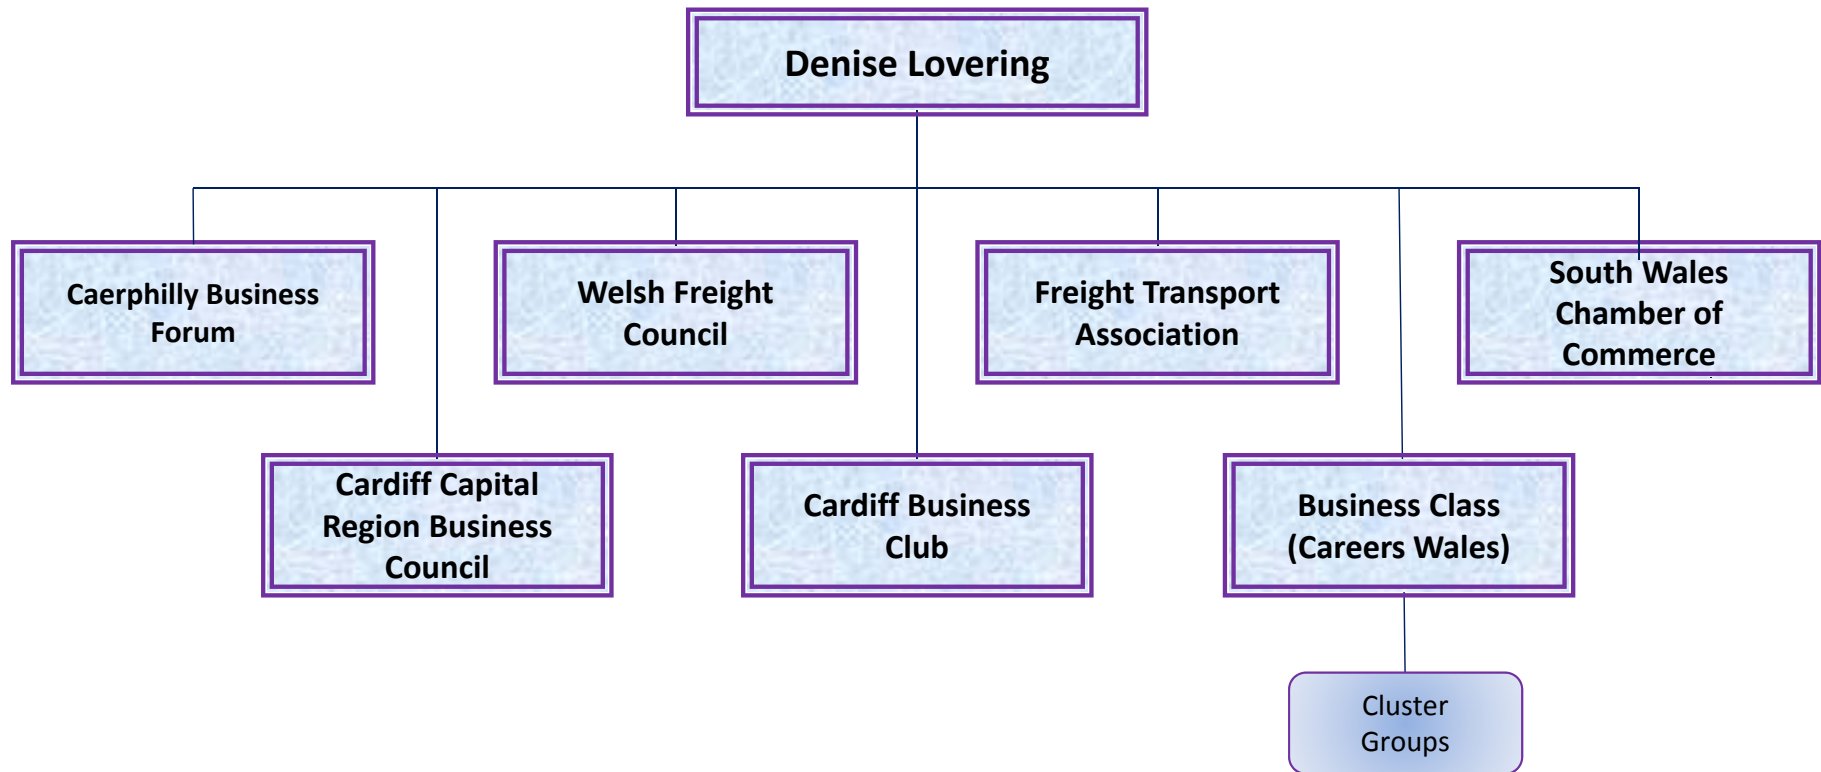 Denise Lovering
Caerphilly Business
Forum
Welsh Freight
Council
Freight Transport
Association
South Wales
Chamber of
Commerce
Cardiff Capital
Region Business
Council
Cardiff Business
Club
Business Class
(Careers Wales)
Cluster
Groups